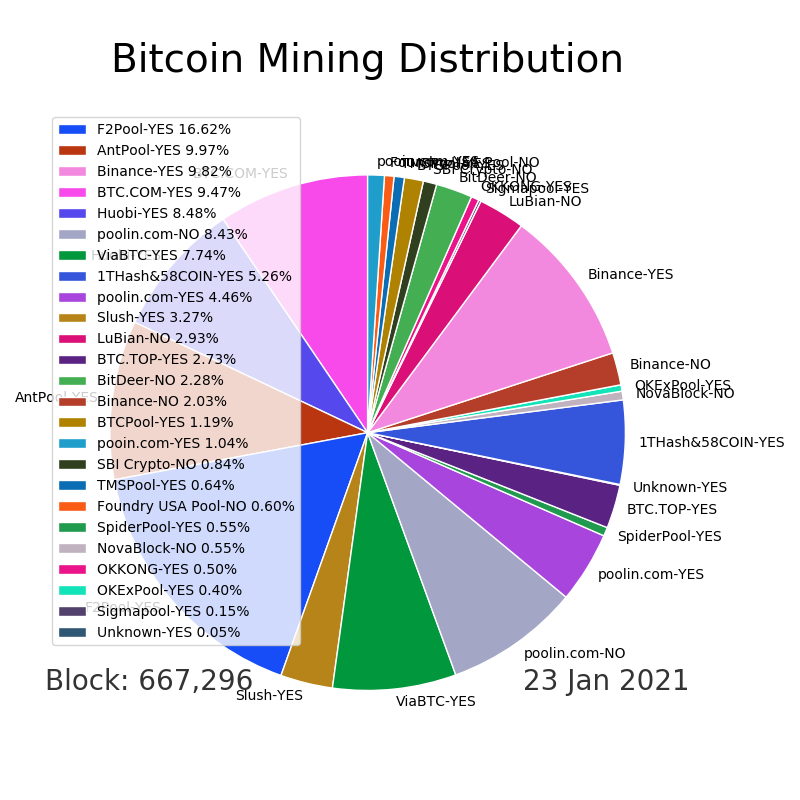 Bitcoin Mining Distribution
F2Pool-YES 16.62%
AntPool-YES 9.97%
Binance-YES 9.82%
BTC.COM-YES 9.47%
Huobi-YES 8.48%
poolin.com-NO 8.43%
ViaBTC-YES 7.74%
1THash&58COIN-YES 5.26%
poolin.com-YES 4.46%
Slush-YES 3.27%
LuBian-NO 2.93%
BTC.TOP-YES 2.73%
BitDeer-NO 2.28%
Binance-NO 2.03%
BTCPool-YES 1.19%
pooin.com-YES 1.04%
SBI Crypto-NO 0.84%
TMSPool-YES 0.64%
Foundry USA Pool-NO 0.60%
SpiderPool-YES 0.55%
NovaBlock-NO 0.55%
OKKONG-YES 0.50%
OKExPool-YES 0.40%
Sigmapool-YES 0.15%
Unknown-YES 0.05%
BitDeer-NO
OKKONG-YES
Sigmapool-YES
LuBian-NO
Binance-YES
Binance-NO
OKExPool-YES
NovaBlock-NO
1THash&58COIN-YES
Unknown-YES
BTC.TOP-YES
SpiderPool-YES
poolin.com-YES
poolin.com-NO
ViaBTC-YES
Slush-YES
F2Pool-YES
AntPool-YES
Block: 667,296
23 Jan 2021